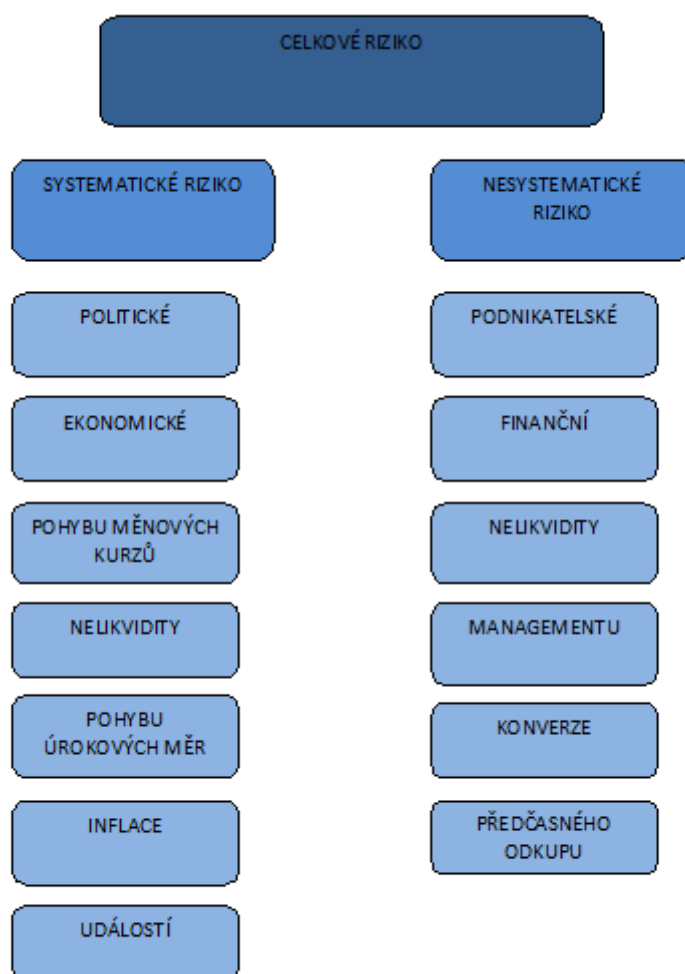 CELKOVÉ RIZIKO
SYSTEMATICKÉ RIZIKO
NESYSTEMATICKÉ
RIZIKO
POLITICKÉ
PODNIKATELSKÉ
EKONOMICKÉ
FINANČNÍ
POHYBU MĚNOVÝCH
KURZŮ
NELIKVIDITY
NELIKVIDITY
MANAGEMENTU
POHYBU
ÚROKOVÝCH MĚR
KONVERZE
INFLACE
PŘEDČASNÉHO
ODKUPU
UDÁLOSTÍ